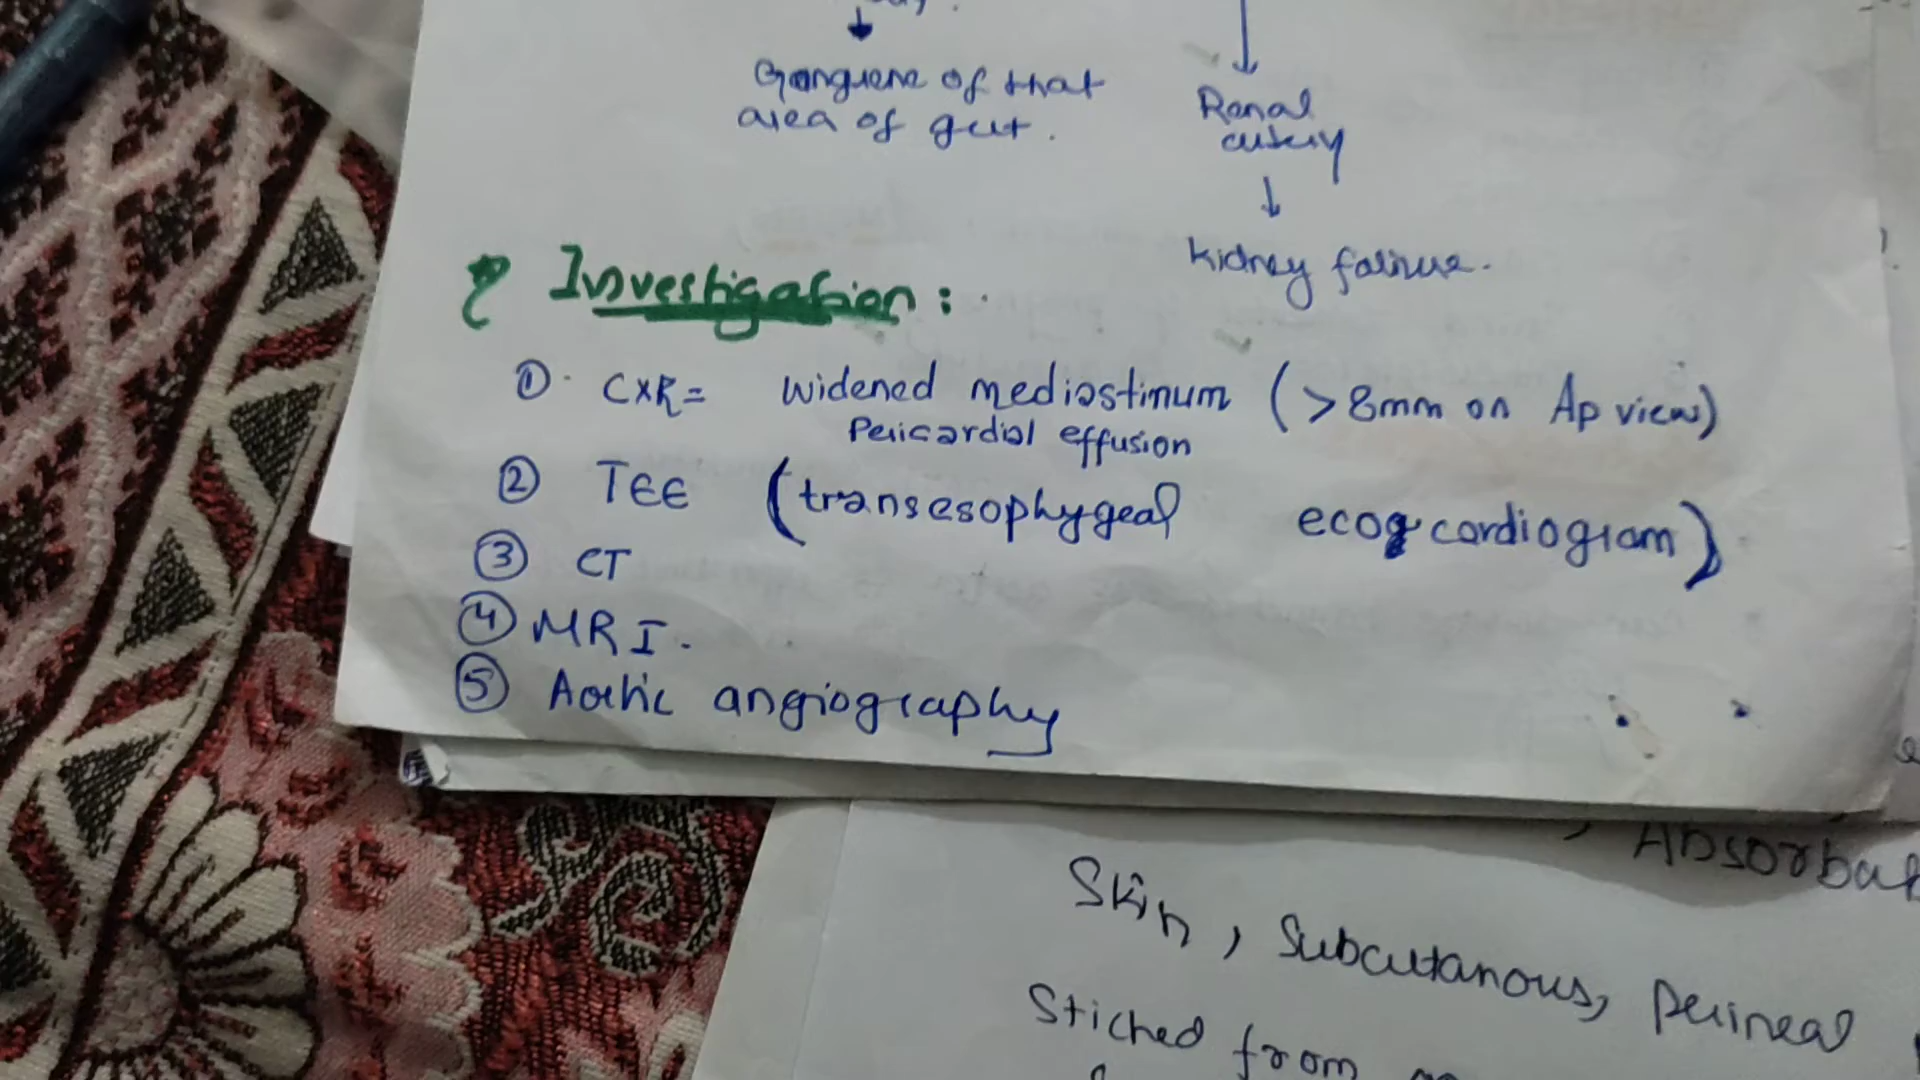 Gangrene of that
area of gut.
Renal
artery
kidney failure.
Investigation:
① CXR= widened mediastinum (>8mm on Ap view)
Pericardial effusion
② TEE (transesophygeal ecocardiogram)
③ CT
④ MRI.
⑤ Aortic angiography
Absorbab
Skin, Subcutanous, Perineal
Stiched from